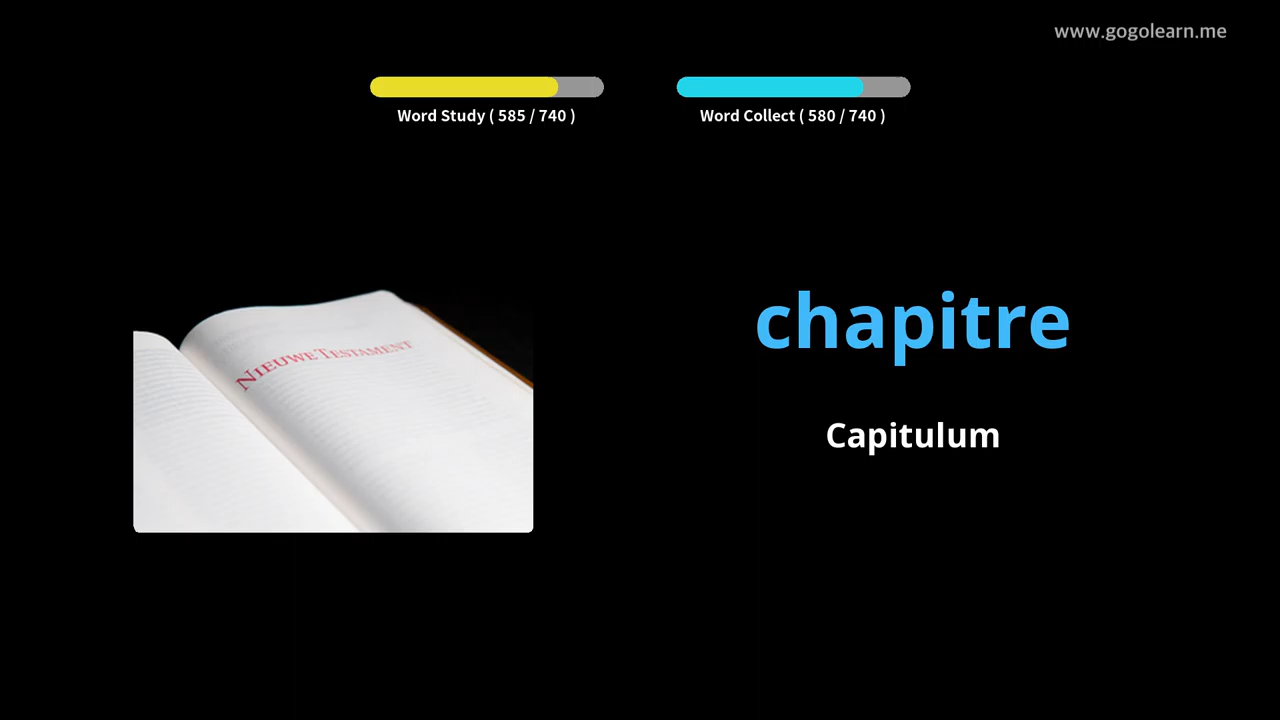 www.gogolearn.me
Word Study ( 585 / 740 )
Word Collect ( 580 / 740 )
NIEUWE TESTAMENT
chapitre
Capitulum